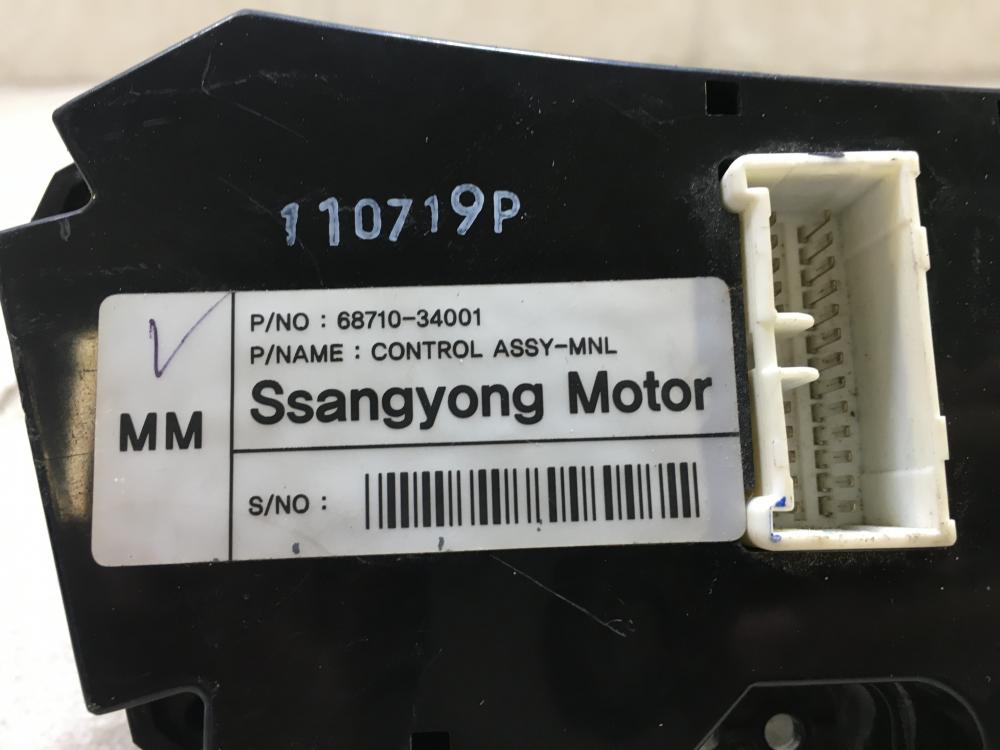 110719P
P/NO : 68710-34001
P/NAME : CONTROL ASSY-MNL
Ssangyong Motor
MM
S/NO :